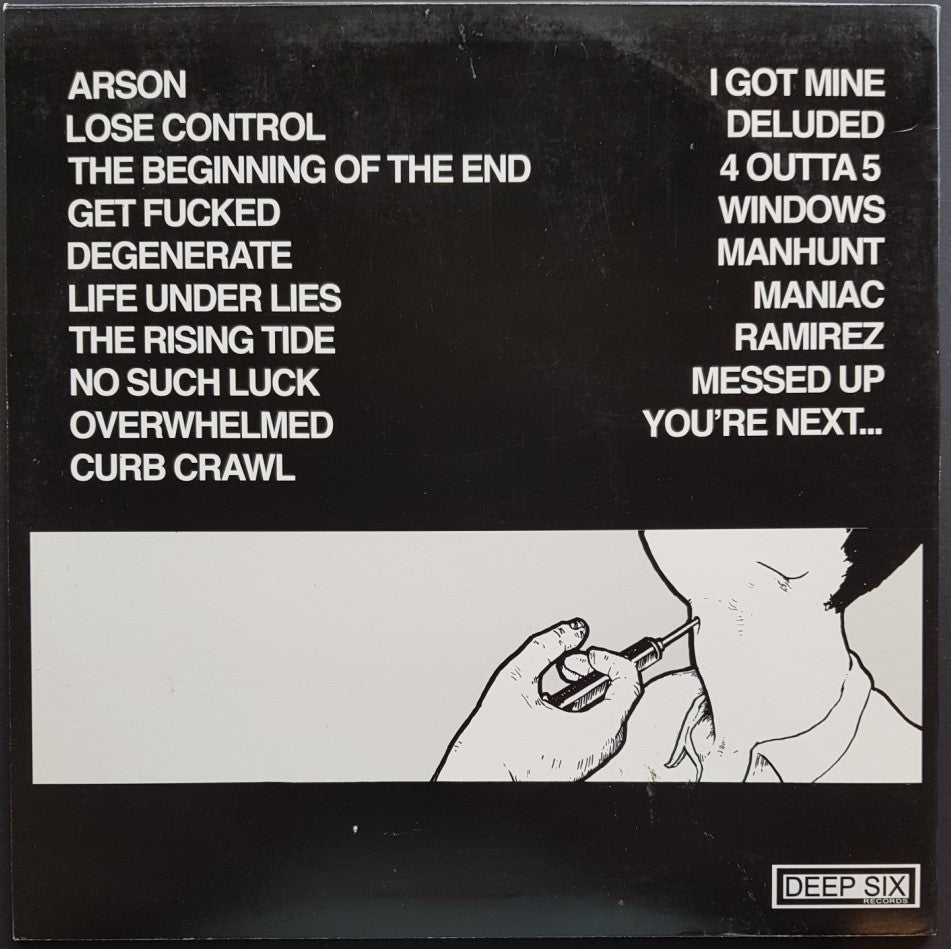 ARSON
LOSE CONTROL
THE BEGINNING OF THE END
GET FUCKED
DEGENERATE
LIFE UNDER LIES
THE RISING TIDE
NO SUCH LUCK
OVERWHELMED
CURB CRAWL
I GOT MINE
DELUDED
4 OUTTA 5
WINDOWS
MANHUNT
MANIAC
RAMIREZ
MESSED UP
YOU'RE NEXT...
DEEP SIX
RECORDS